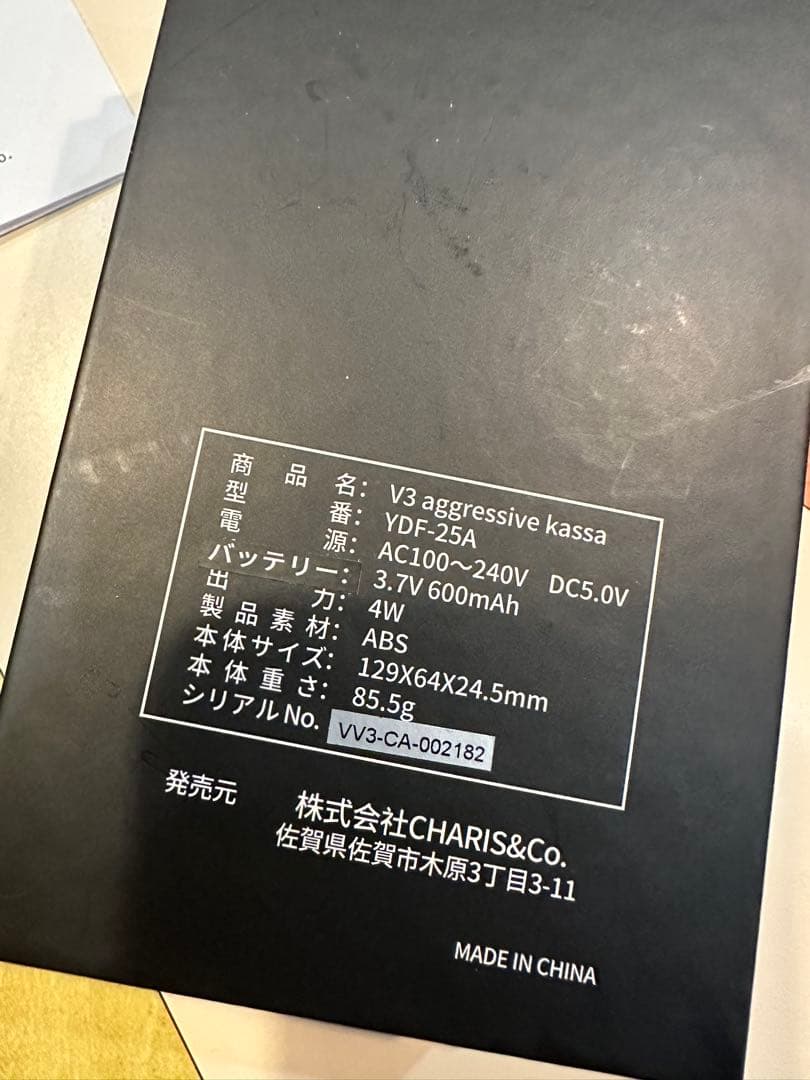 o.
商品名： V3 aggressive kassa
型番： YDF-25A
電源： AC100～240V DC5.0V
バッテリー： 3.7V 600mAh
出力： 4W
製品素材： ABS
本体サイズ： 129X64X24.5mm
本体重さ： 85.5g
シリアルNo. VV3-CA-002182
発売元 株式会社CHARIS&Co.
佐賀県佐賀市木原3丁目3-11
MADE IN CHINA